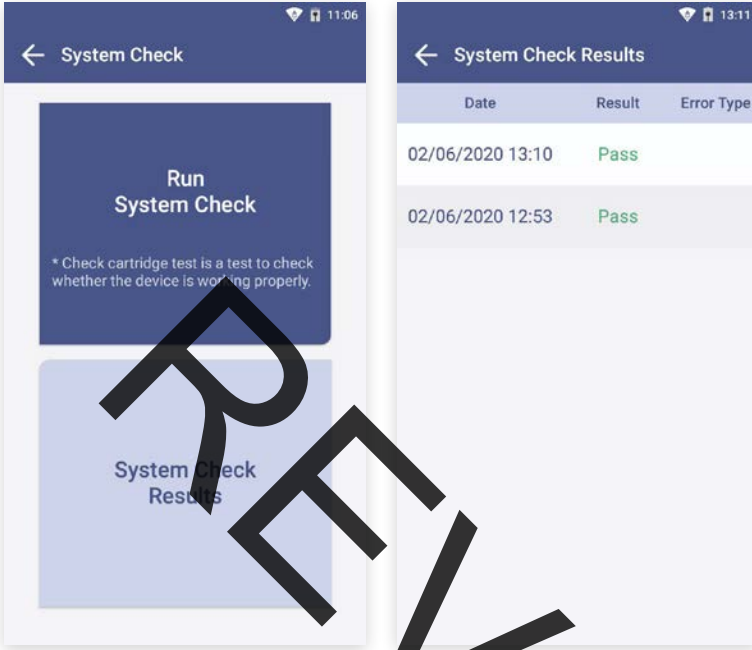 11:06
System Check
Run
System Check
* Check cartridge test is a test to check
whether the device is working properly.
System Check
Results
13:11
System Check Results
Date Result Error Type
02/06/2020 13:10 Pass
02/06/2020 12:53 Pass
REV